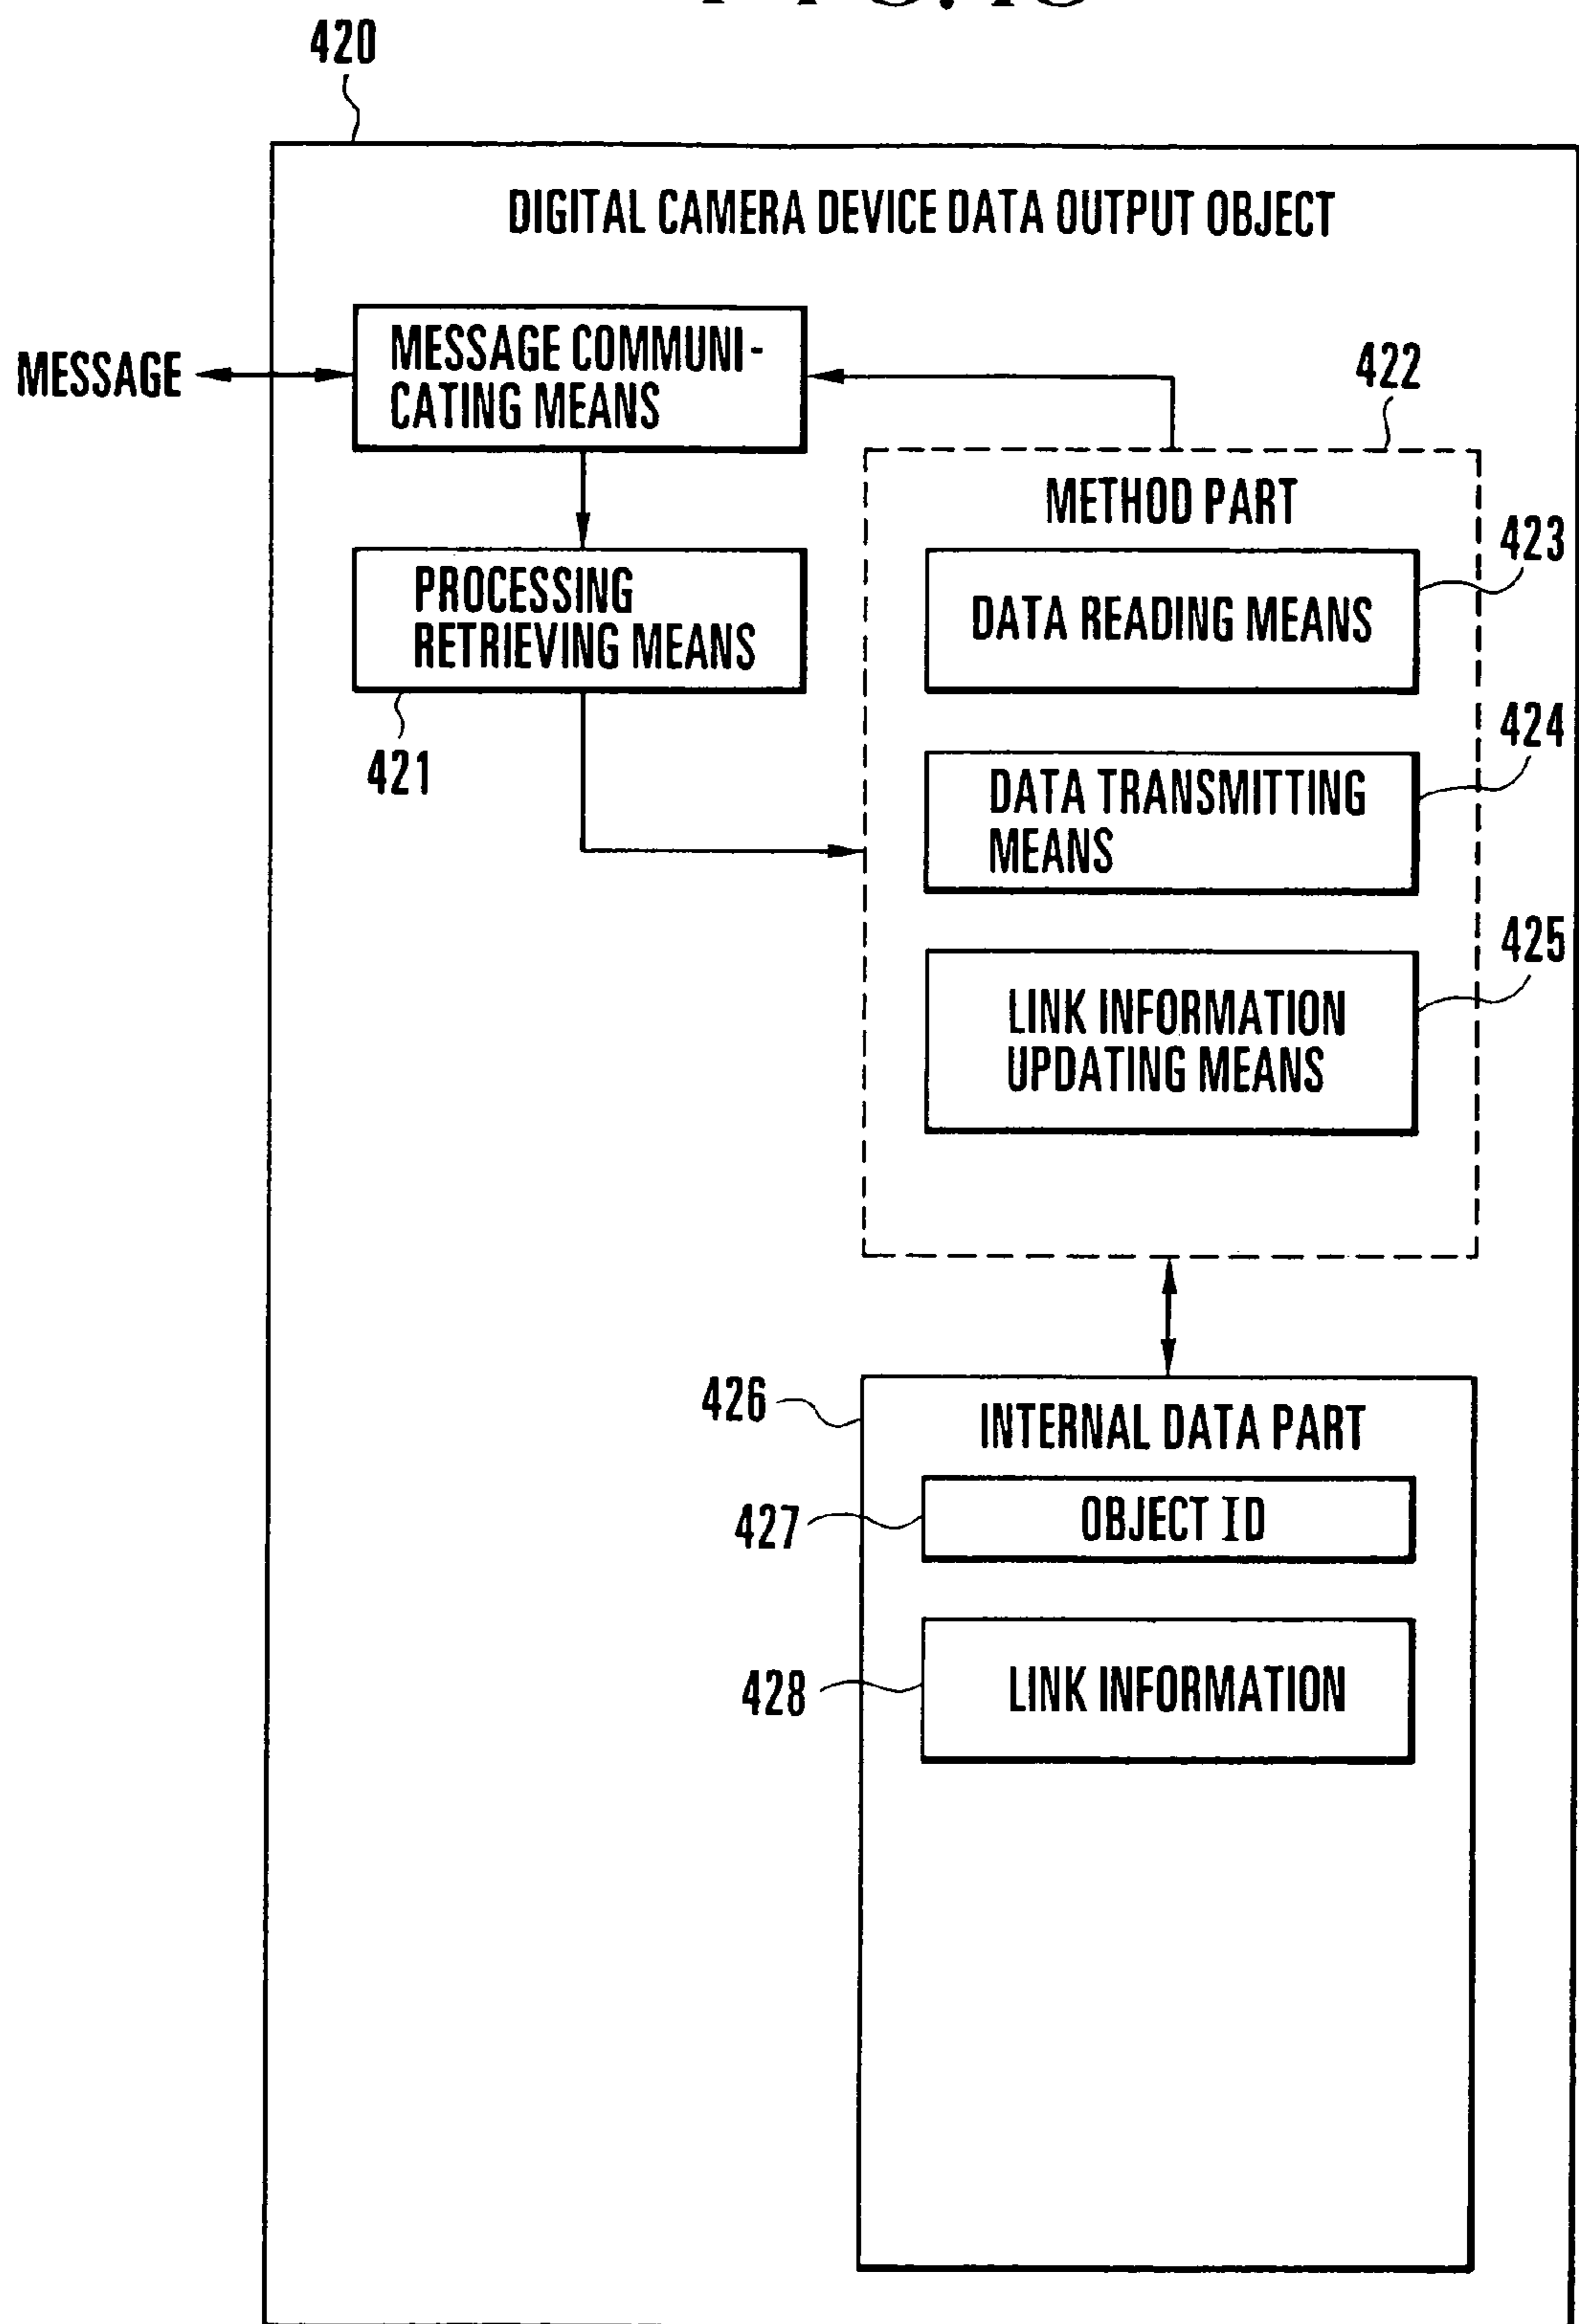 420
DIGITAL CAMERA DEVICE DATA OUTPUT OBJECT
MESSAGE
MESSAGE COMMUNI-
CATING MEANS
422
METHOD PART
423
PROCESSING
RETRIEVING MEANS
421
DATA READING MEANS
424
DATA TRANSMITTING
MEANS
425
LINK INFORMATION
UPDATING MEANS
426
INTERNAL DATA PART
427
OBJECT ID
428
LINK INFORMATION